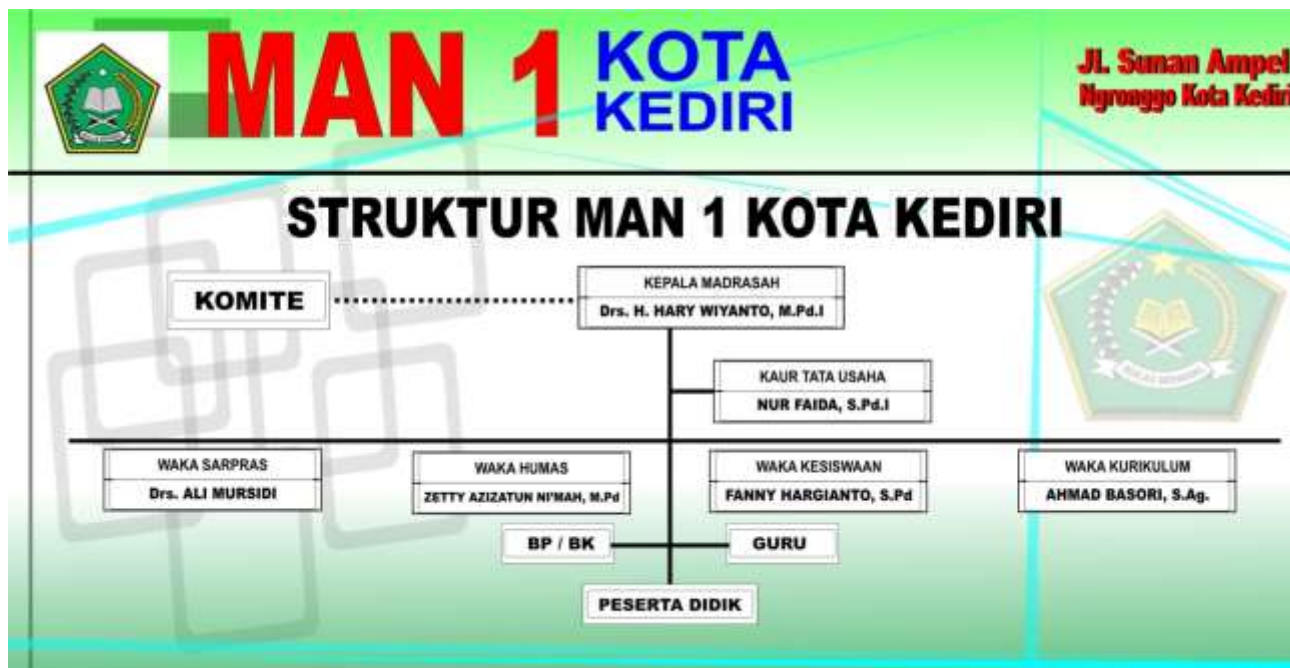 MAN 1 KOTA KEDIRI
Jl. Sunan Ampel
Ngronggo Kota Kediri
STRUKTUR MAN 1 KOTA KEDIRI
KOMITE
KEPALA MADRASAH
Drs. H. HARY WIYANTO, M.Pd.I
KAUR TATA USAHA
NUR FAIDA, S.Pd.I
WAKA SARPRAS
Drs. ALI MURSIDI
WAKA HUMAS
ZETTY AZIZATUN NI'MAH, M.Pd
WAKA KESISWAAN
FANNY HARGIANTO, S.Pd
WAKA KURIKULUM
AHMAD BASORI, S.Ag.
BP / BK
GURU
PESERTA DIDIK